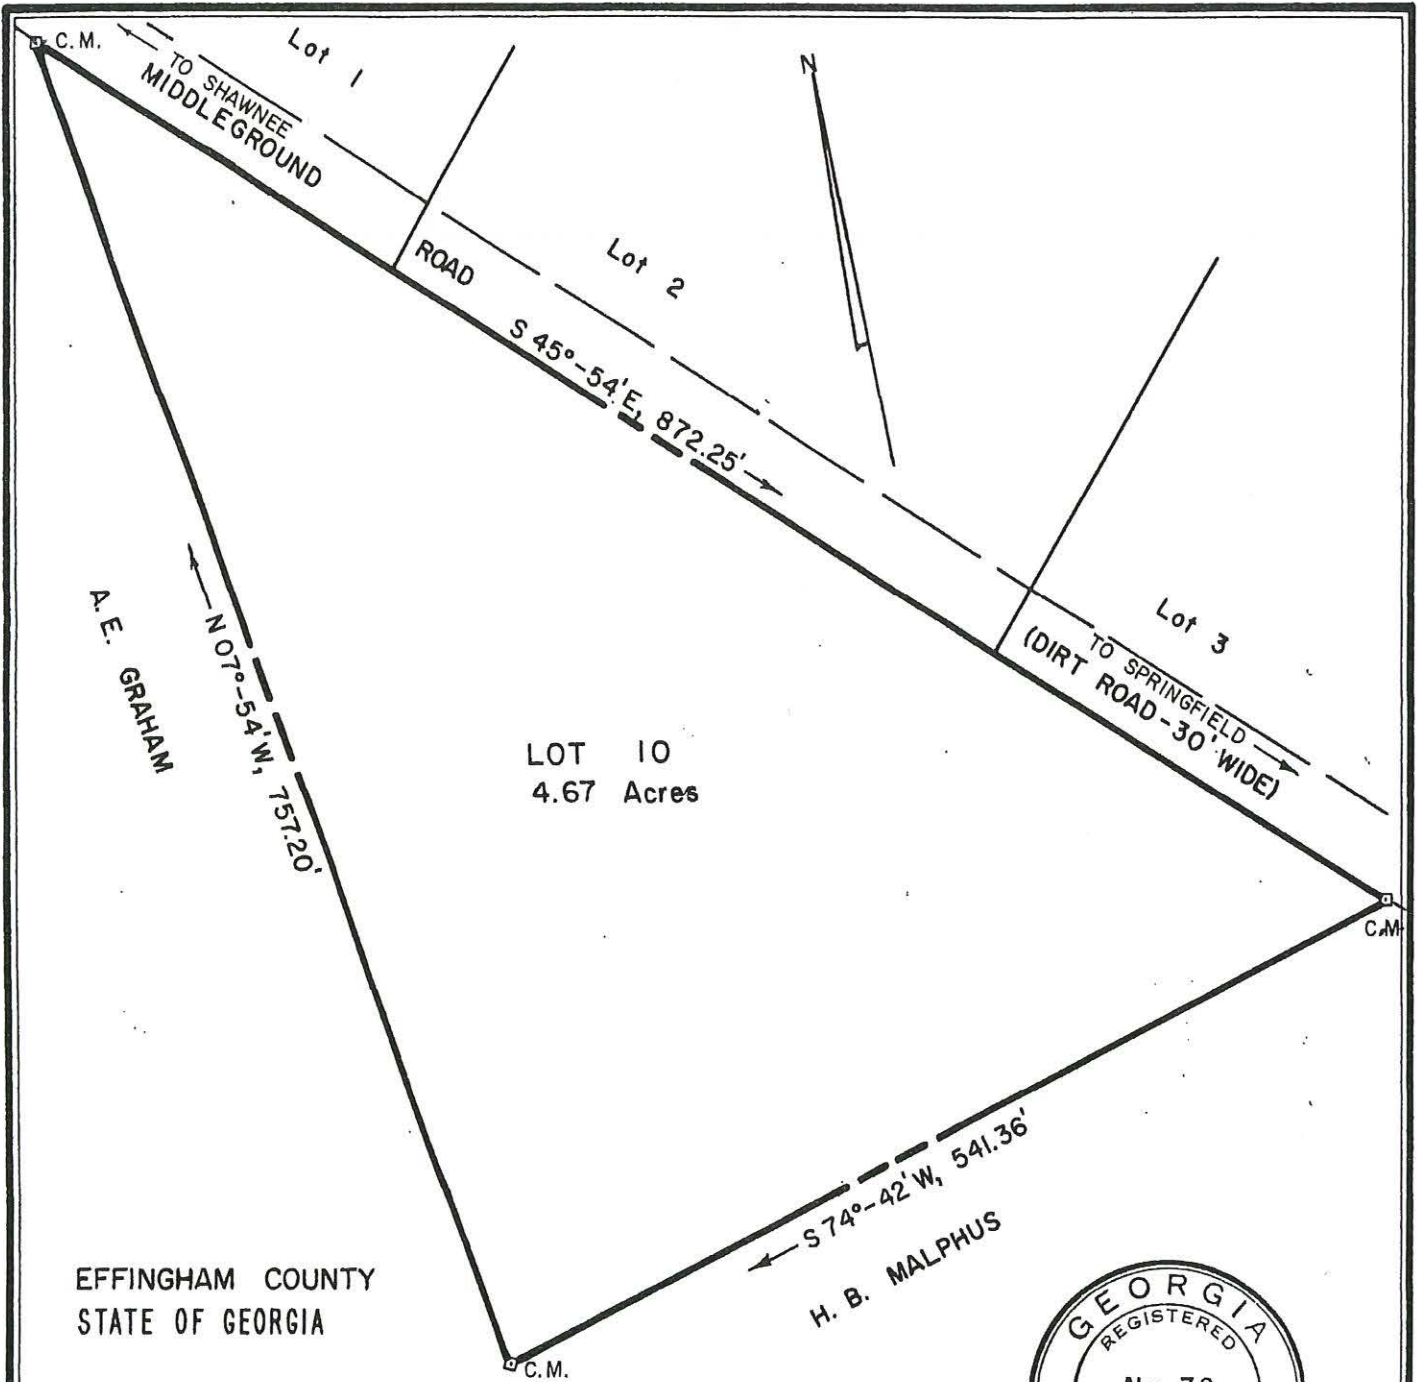 C.M.
Lot 1
N
TO SHAWNEE
MIDDLEGROUND
ROAD
Lot 2
S 45°-54'E, 872.25'
Lot 3
TO SPRINGFIELD
(DIRT ROAD-30' WIDE)
A. E. GRAHAM
N 07°-54'W, 757.20'
LOT 10
4.67 Acres
C.M
S 74°-42'W, 541.36'
H. B. MALPHUS
EFFINGHAM COUNTY
STATE OF GEORGIA
C.M.
GEORGIA
REGISTERED